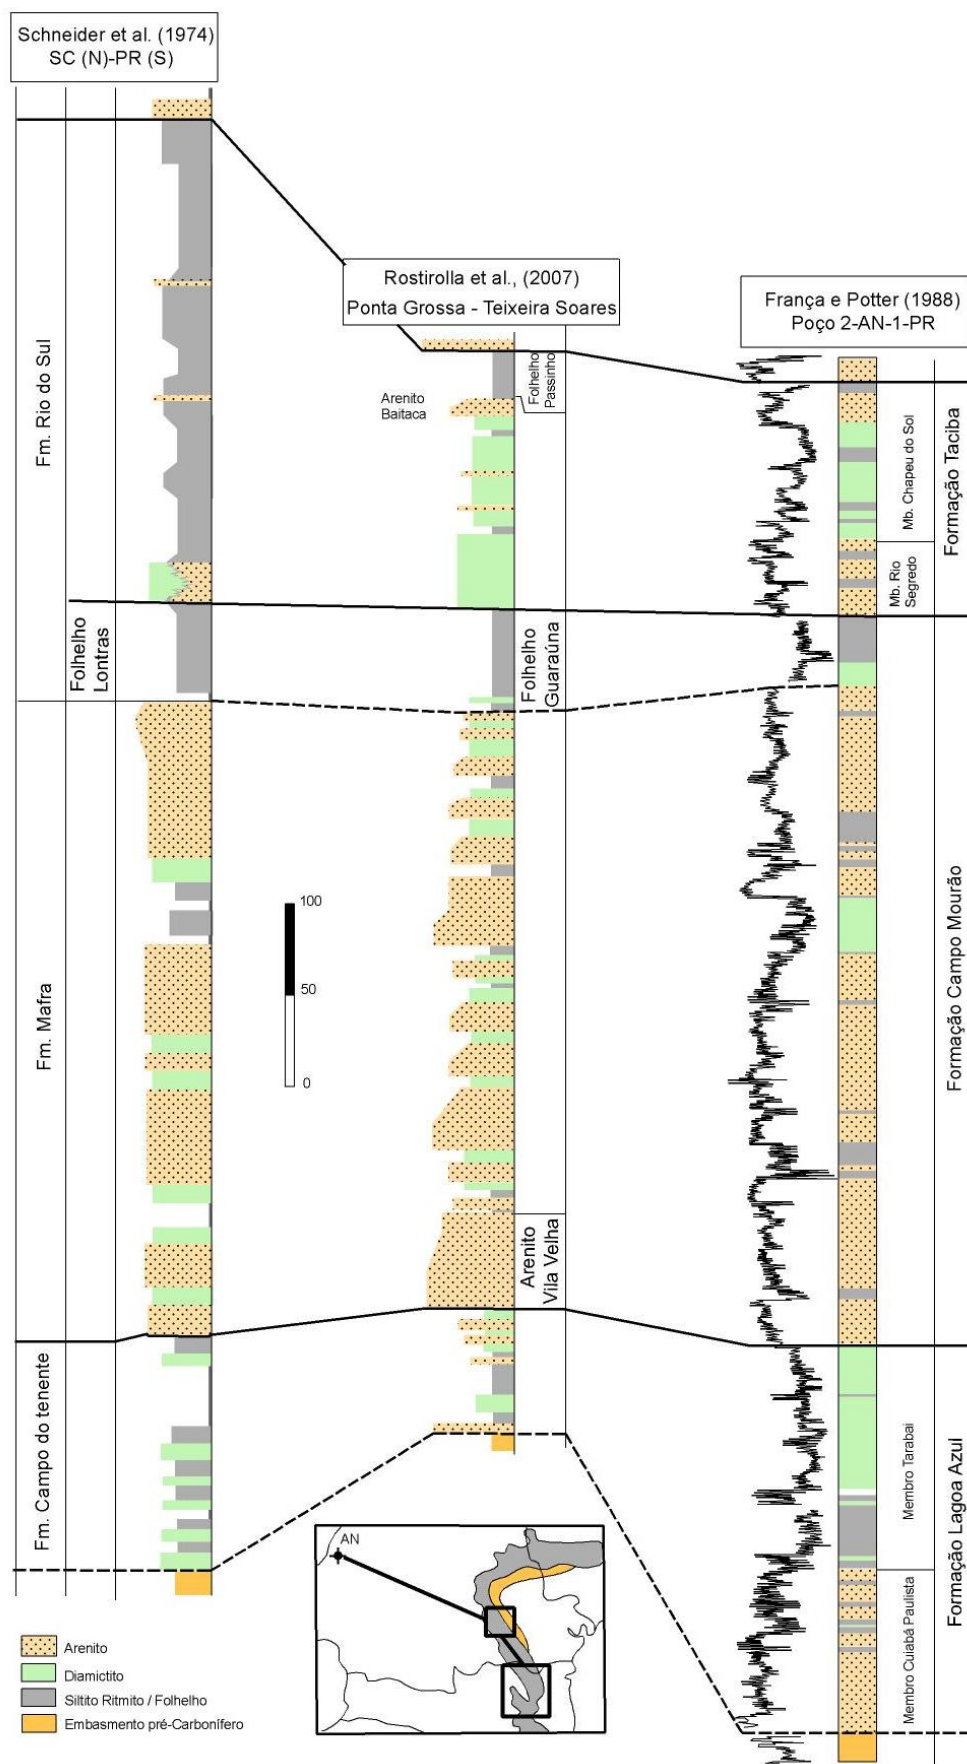 Schneider et al. (1974)
SC (N)-PR (S)
Rostirolla et al., (2007)
Ponta Grossa - Teixeira Soares
França e Potter (1988)
Poço 2-AN-1-PR
Fm. Rio do Sul
Folhelho
Lontras
Fm. Mafra
Fm. Campo do tenente
Arenito
Baitaca
Folhelho
Passinho
Folhelho
Guaraúna
Arenito
Vila Velha
100
50
0
Mb. Chapeu do Sol
Mb. Rio
Segredo
Formação Taciba
Formação Campo Mourão
Membro Tarabai
Membro Cuiabá Paulista
Formação Lagoa Azul
AN
Arenito
Diamictito
Siltito Ritmito / Folhelho
Embasmento pré-Carbonífero